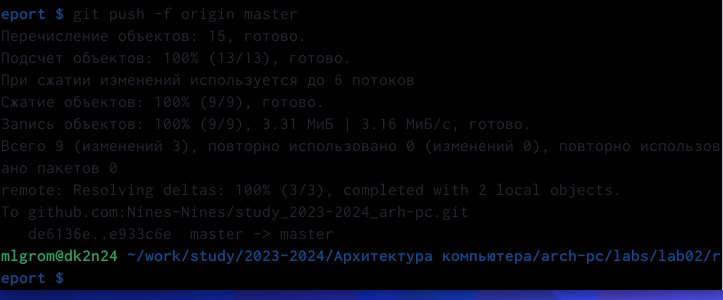 eport $ git push -f origin master
Перечисление объектов: 15, готово.
Подсчет объектов: 100% (13/13), готово.
При сжатии изменений используется до 6 потоков
Сжатие объектов: 100% (9/9), готово.
Запись объектов: 100% (9/9), 3.31 МиБ | 3.16 МиБ/с, готово.
Всего 9 (изменений 3), повторно использовано 0 (изменений 0), повторно использов
ано пакетов 0
remote: Resolving deltas: 100% (3/3), completed with 2 local objects.
To github.com:Nines-Nines/study_2023-2024_arh-pc.git
   de6136e..e933c6e  master -> master
mlgrom@dk2n24 ~/work/study/2023-2024/Архитектура компьютера/arch-pc/labs/lab02/r
eport $